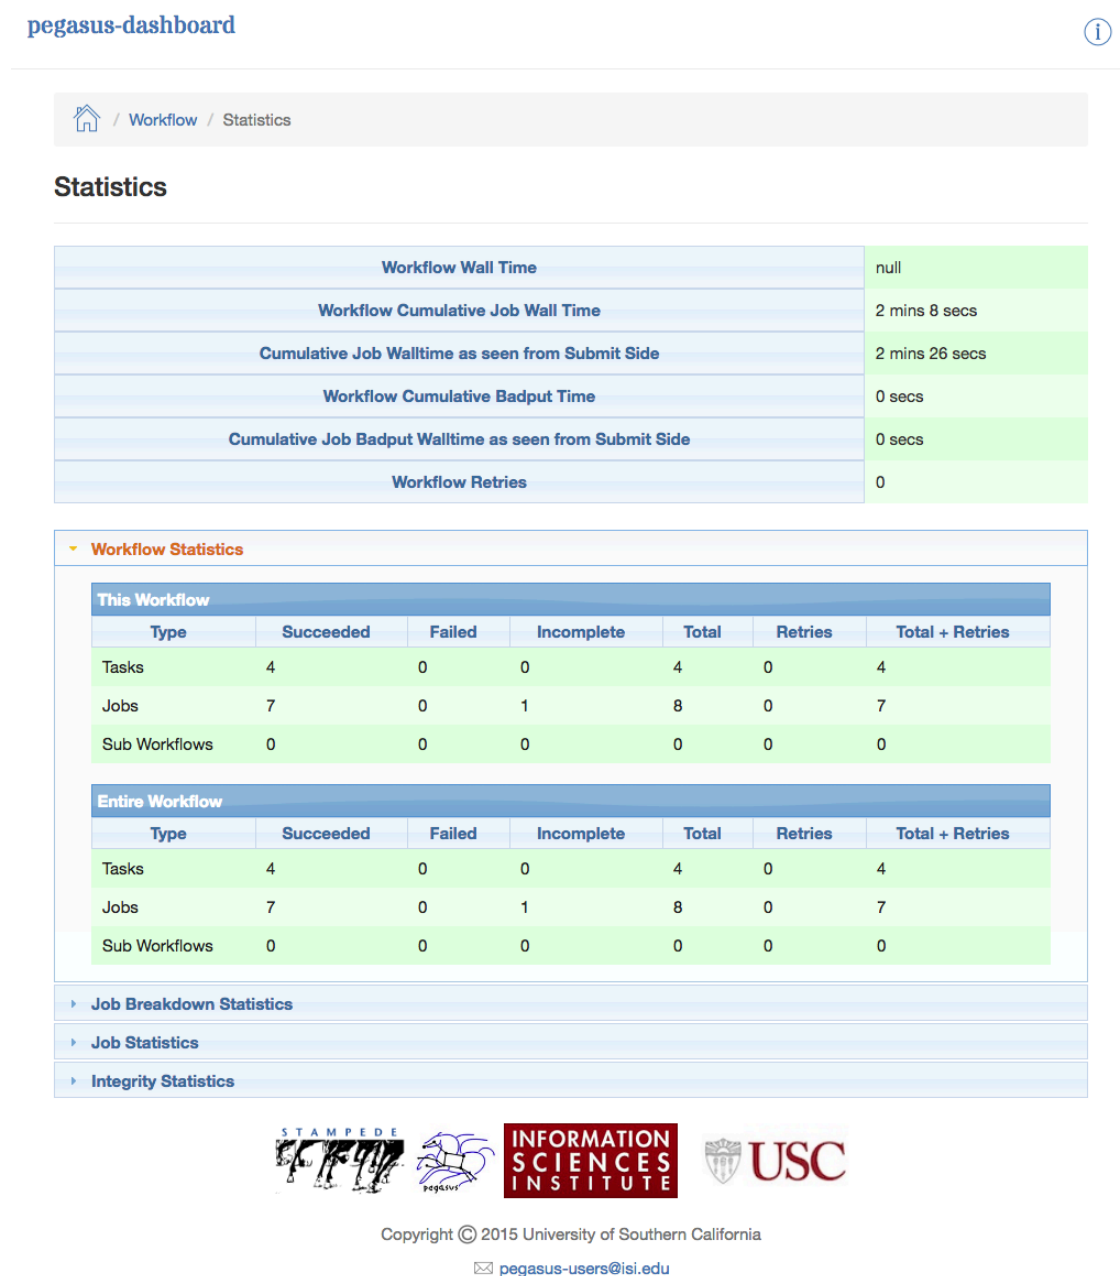 pegasus-dashboard
i
/ Workflow / Statistics
Statistics
Workflow Wall Time null
Workflow Cumulative Job Wall Time 2 mins 8 secs
Cumulative Job Walltime as seen from Submit Side 2 mins 26 secs
Workflow Cumulative Badput Time 0 secs
Cumulative Job Badput Walltime as seen from Submit Side 0 secs
Workflow Retries 0
Workflow Statistics
This Workflow
Type Succeeded Failed Incomplete Total Retries Total + Retries
Tasks 4 0 0 4 0 4
Jobs 7 0 1 8 0 7
Sub Workflows 0 0 0 0 0 0
Entire Workflow
Type Succeeded Failed Incomplete Total Retries Total + Retries
Tasks 4 0 0 4 0 4
Jobs 7 0 1 8 0 7
Sub Workflows 0 0 0 0 0 0
Job Breakdown Statistics
Job Statistics
Integrity Statistics
STAMPEDE
pegasus
INFORMATION
SCIENCES
INSTITUTE
USC
Copyright © 2015 University of Southern California
pegasus-users@isi.edu